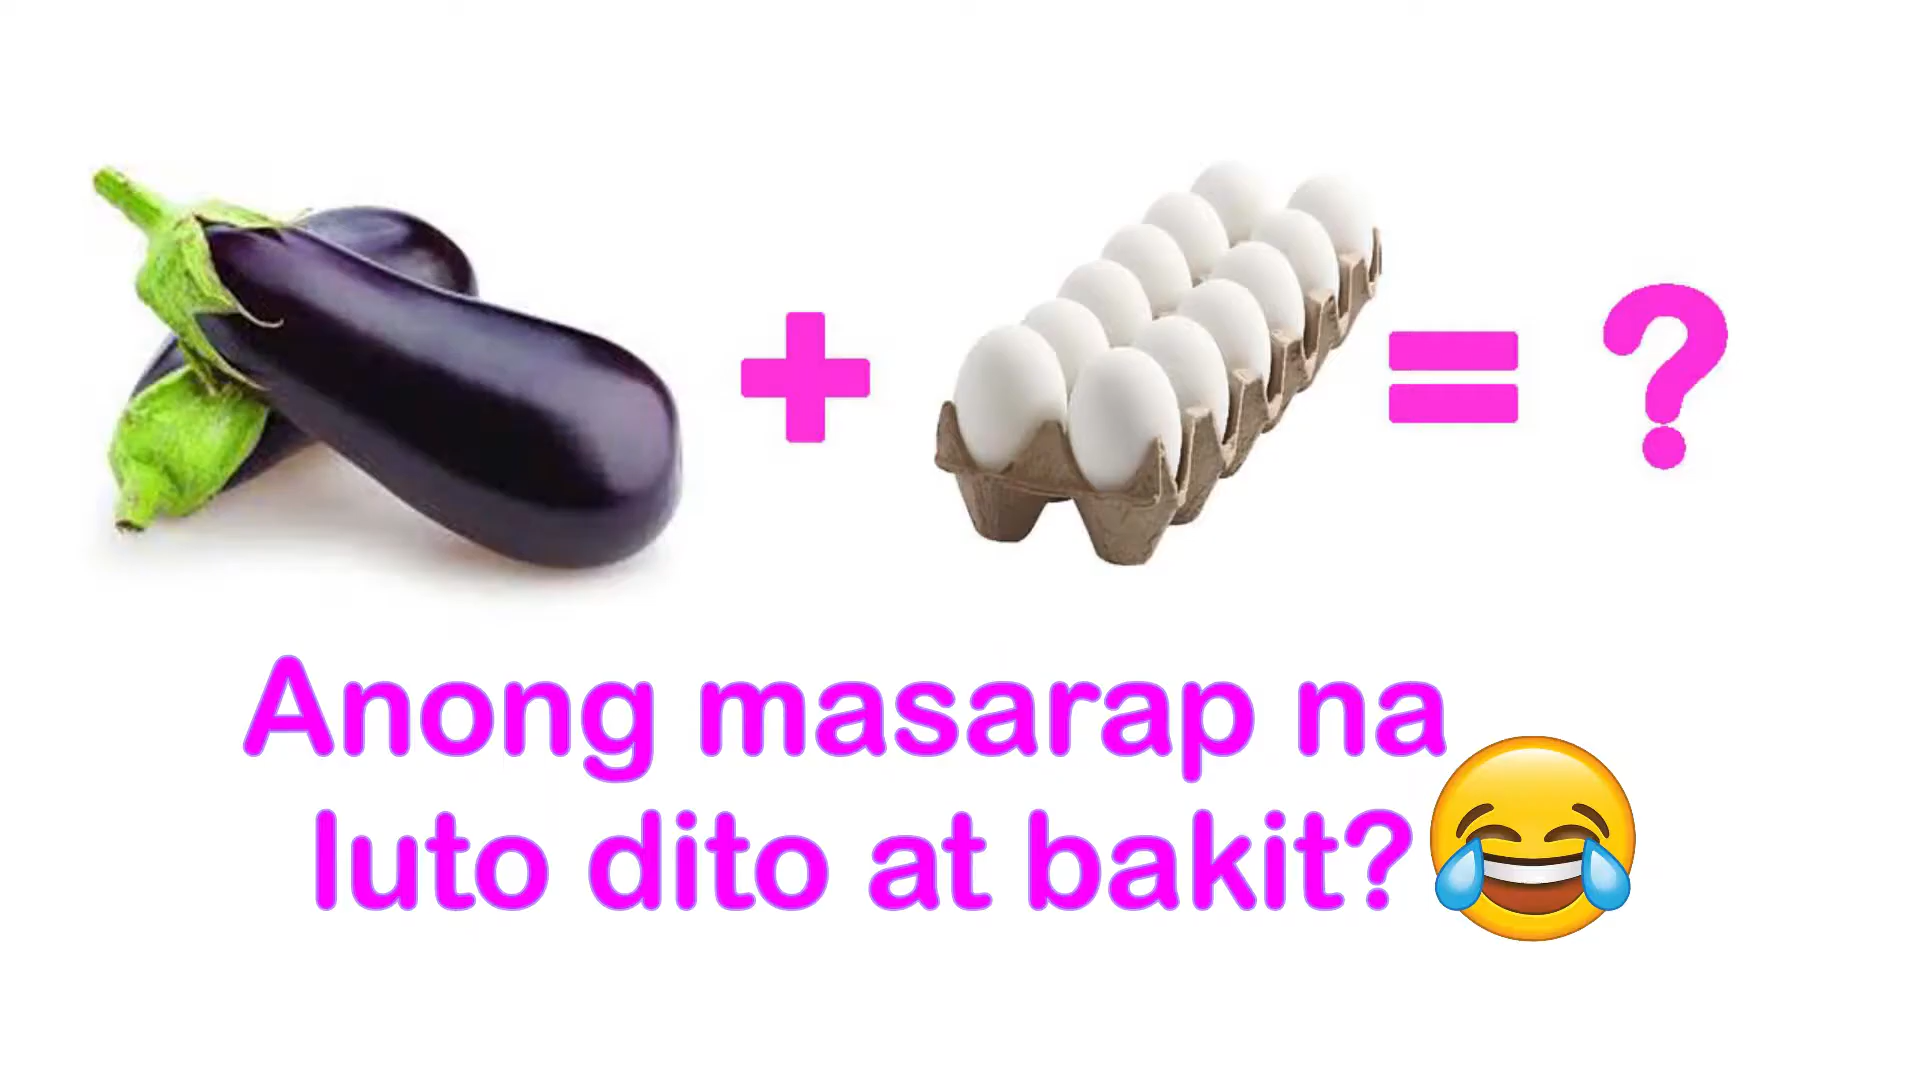 + = ?
Anong masarap na
luto dito at bakit?